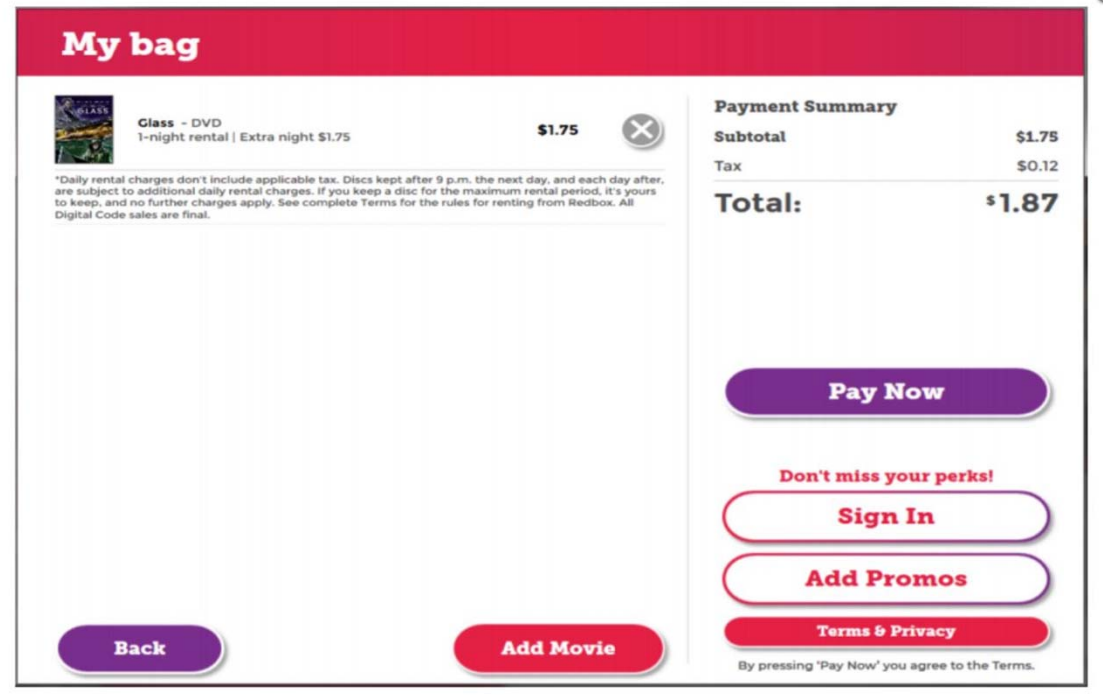 My bag
GLASS
Glass - DVD
1-night rental | Extra night $1.75
$1.75
*Daily rental charges don't include applicable tax. Discs kept after 9 p.m. the next day, and each day after,
are subject to additional daily rental charges. If you keep a disc for the maximum rental period, it's yours
to keep, and no further charges apply. See complete Terms for the rules for renting from Redbox. All
Digital Code sales are final.
Back
Add Movie
Payment Summary
Subtotal $1.75
Tax $0.12
Total: $1.87
Pay Now
Don't miss your perks!
Sign In
Add Promos
Terms & Privacy
By pressing 'Pay Now' you agree to the Terms.